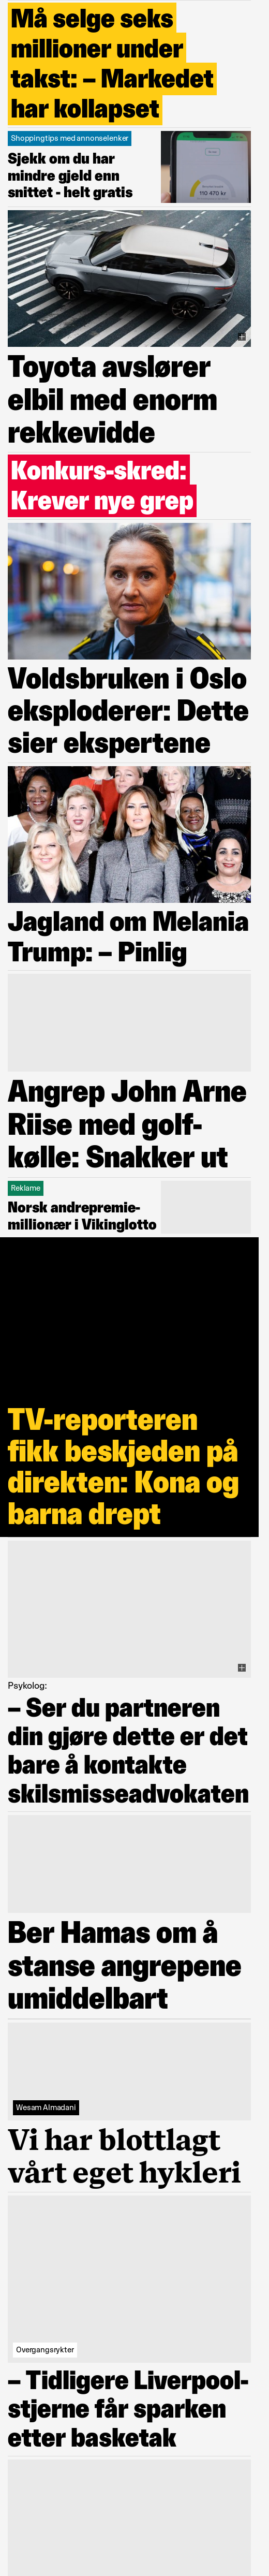 Må selge seks
millioner under
takst: – Markedet
har kollapset
Shoppingtips med annonselenker
Sjekk om du har
mindre gjeld enn
snittet - helt gratis
110 470 kr
Toyota avslører
elbil med enorm
rekkevidde
Konkurs-skred:
Krever nye grep
Voldsbruken i Oslo
eksploderer: Dette
sier ekspertene
Jagland om Melania
Trump: – Pinlig
Angrep John Arne
Riise med golf-
kølle: Snakker ut
Reklame
Norsk andrepremie-
millionær i Vikinglotto
TV-reporteren
fikk beskjeden på
direkten: Kona og
barna drept
Psykolog:
– Ser du partneren
din gjøre dette er det
bare å kontakte
skilsmisseadvokaten
Ber Hamas om å
stanse angrepene
umiddelbart
Wesam Almadani
Vi har blottlagt
vårt eget hykleri
Overgangsrykter
– Tidligere Liverpool-
stjerne får sparken
etter basketak